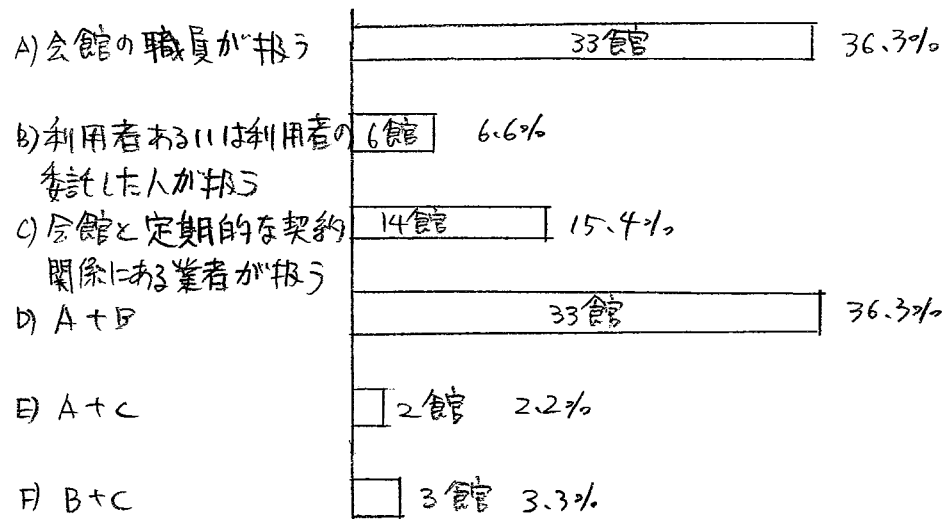 A)会館の職員が扱う 33館 36.3%
B)利用者あるいは利用者の 6館 6.6%
委託した人が扱う
C)会館と定期的な契約 14館 15.4%
関係にある業者が扱う
D) A+B 33館 36.3%
E) A+C 2館 2.2%
F) B+C 3館 3.3%